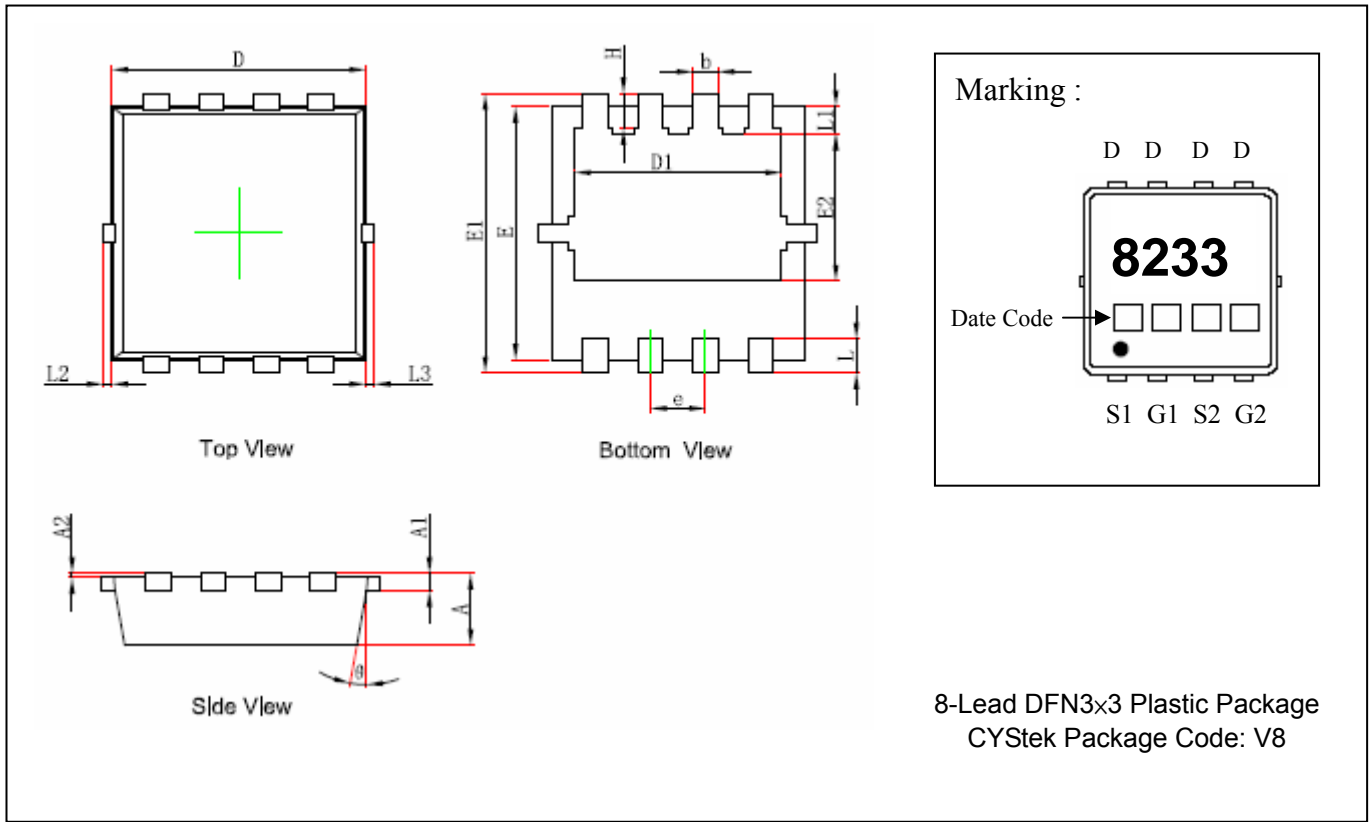 D
H
b
L1
D1
E2
E1
E
L2
L3
L
e
Top View
Bottom View
Marking :
D D D D
8233
Date Code
S1 G1 S2 G2
A2
A1
A
θ
Side View
8-Lead DFN3×3 Plastic Package
CYStek Package Code: V8